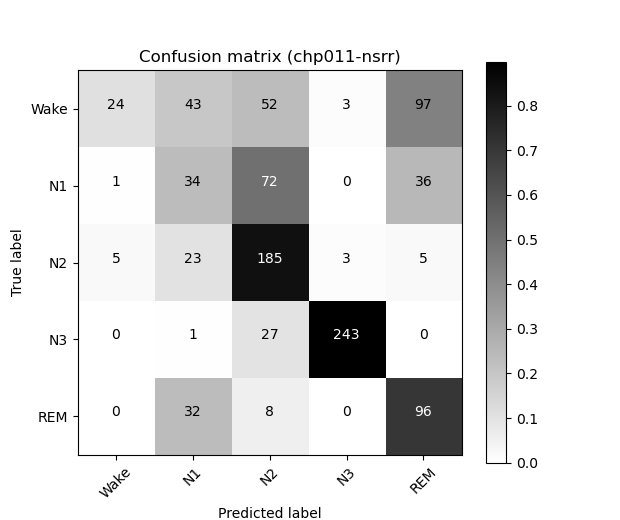 Confusion matrix (chp011-nsrr)
True label
Wake 24 43 52 3 97
N1 1 34 72 0 36
N2 5 23 185 3 5
N3 0 1 27 243 0
REM 0 32 8 0 96
Wake N1 N2 N3 REM
Predicted label
0.8
0.7
0.6
0.5
0.4
0.3
0.2
0.1
0.0